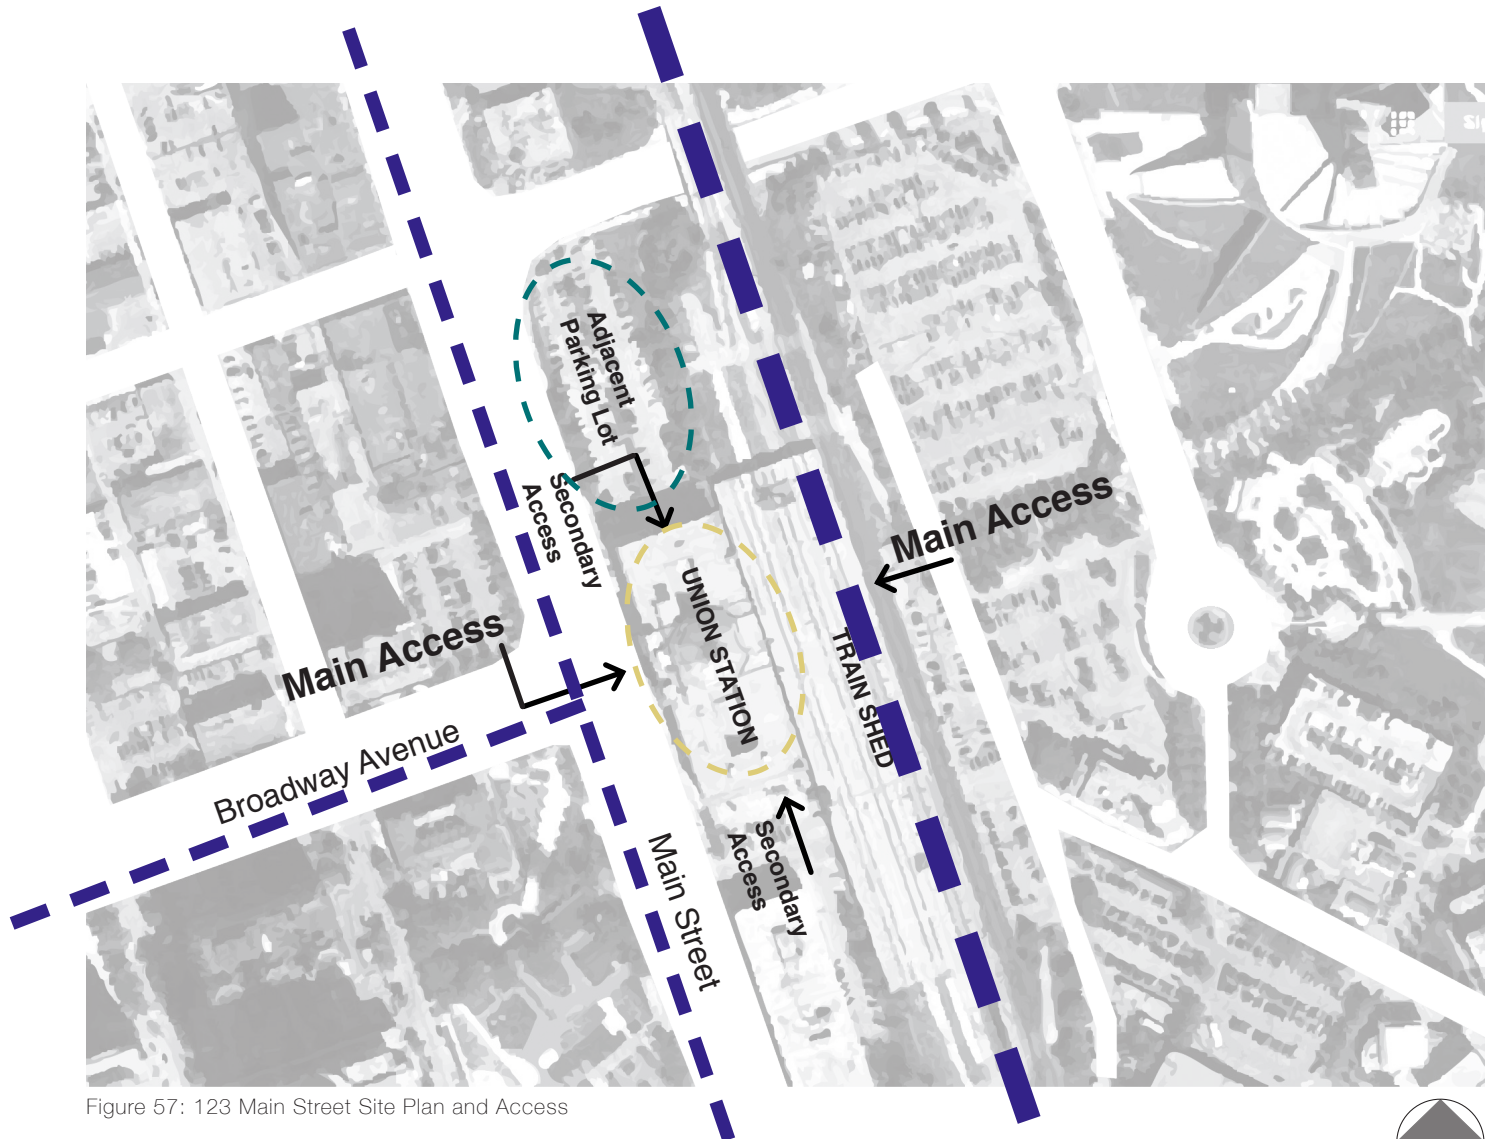 Adjacent
Parking Lot
Secondary
Access
Main Access
UNION STATION
Main Access
TRAIN SHED
Broadway Avenue
Secondary
Access
Main Street
Figure 57: 123 Main Street Site Plan and Access